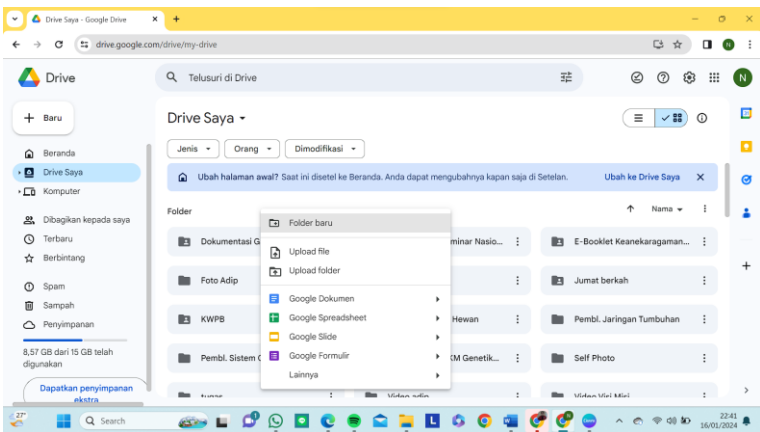 Drive Saya - Google Drive
drive.google.com/drive/my-drive
Drive
Telusuri di Drive
N
Baru
Drive Saya
Jenis Orang Dimodifikasi
Beranda
Drive Saya
Komputer
Dibagikan kepada saya
Terbaru
Berbintang
Spam
Sampah
Penyimpanan
8,57 GB dari 15 GB telah
digunakan
Dapatkan penyimpanan
ekstra
Ubah halaman awal? Saat ini disetel ke Beranda. Anda dapat mengubahnya kapan saja di Setelan. Ubah ke Drive Saya
Folder
Nama
Dokumentasi G
minar Nasio...
E-Booklet Keanekaragaman...
Foto Adip
Jumat berkah
KWPB
Hewan
Pembl. Jaringan Tumbuhan
Pembl. Sistem
KM Genetik...
Self Photo
tugas
Video adip
Video Visi Misi
Folder baru
Upload file
Upload folder
Google Dokumen
Google Spreadsheet
Google Slide
Google Formulir
Lainnya
27°
Search
22:41
16/01/2024